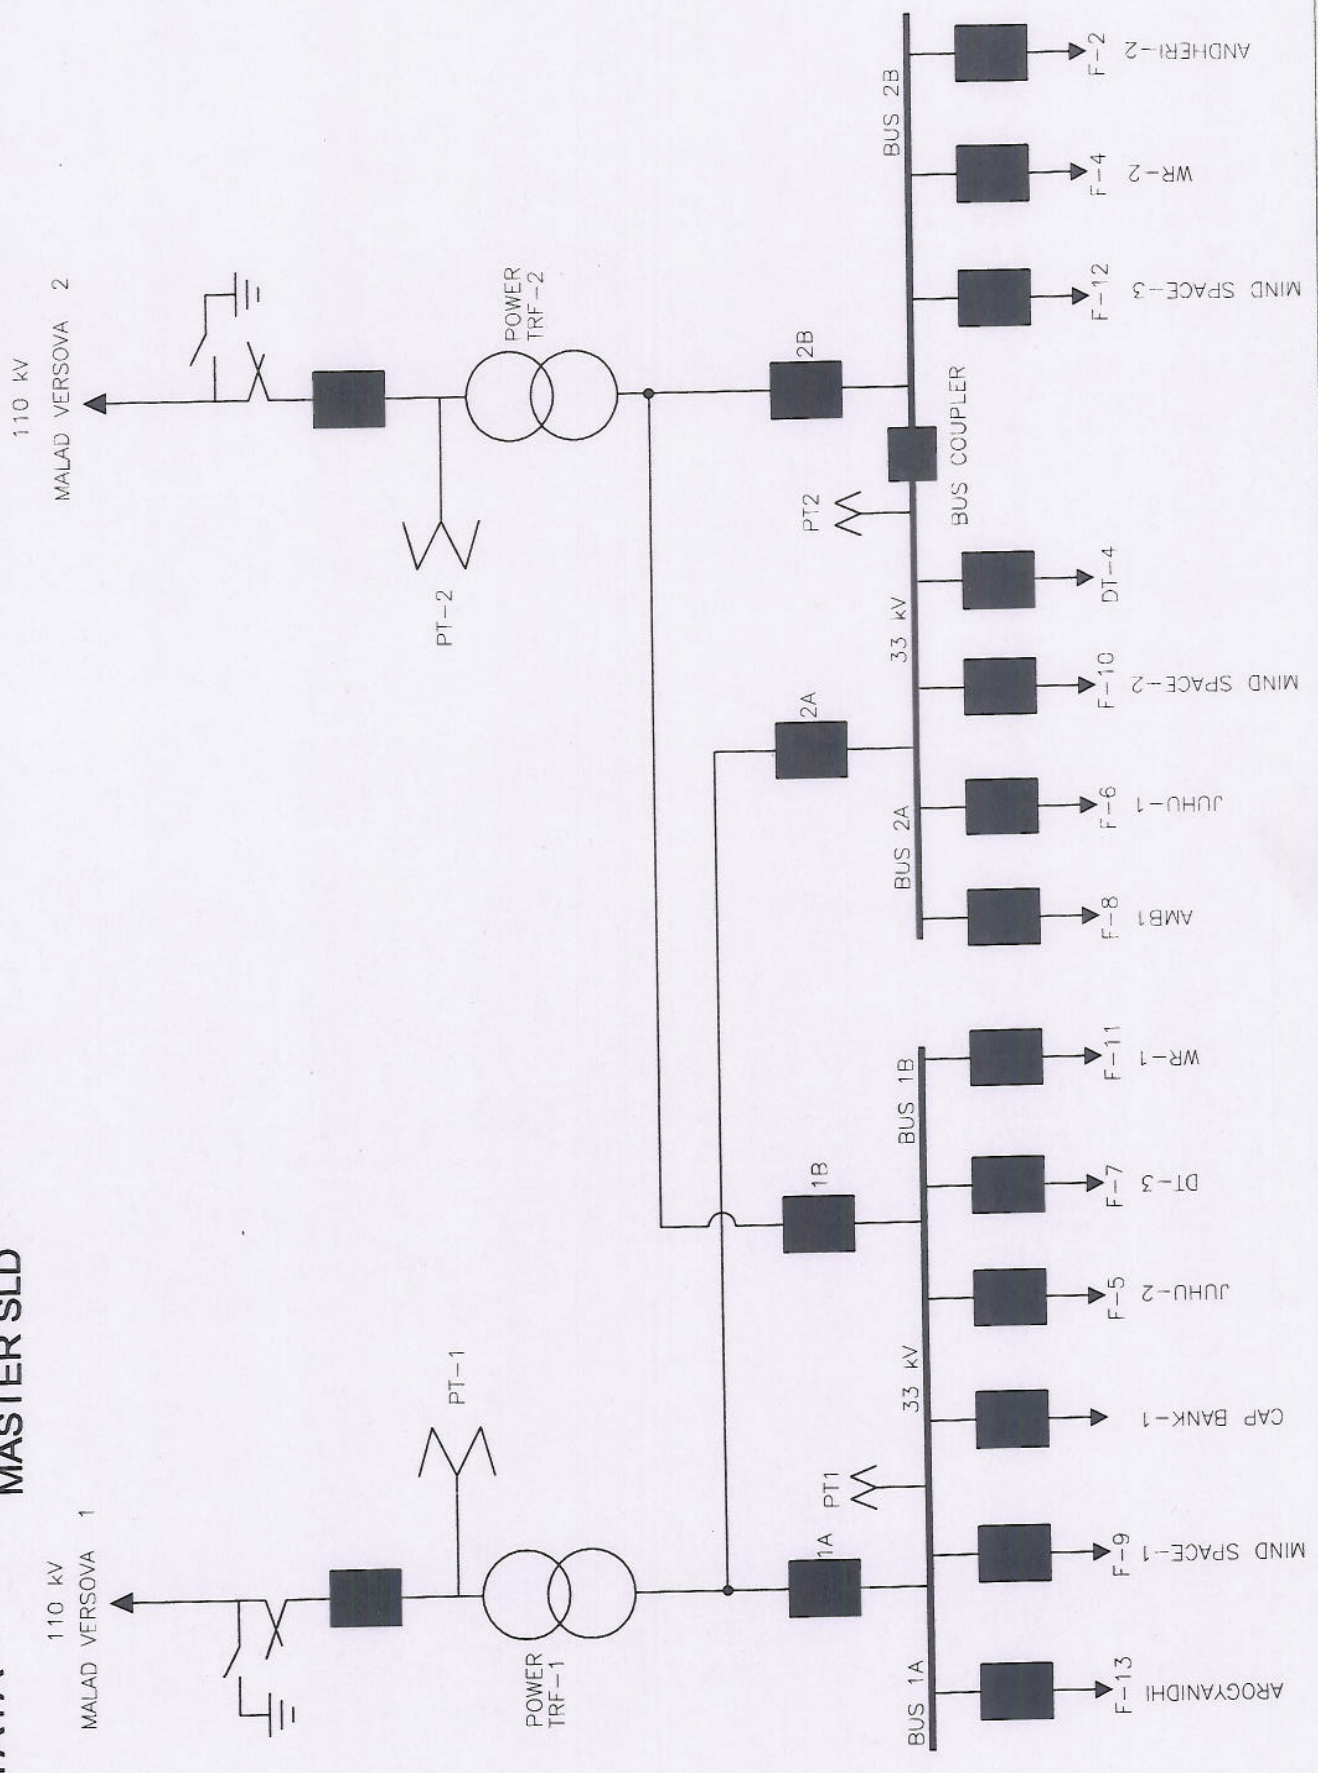 MASTER SLD
110 kV
MALAD VERSOVA 1
110 kV
MALAD VERSOVA 2
PT-1
PT-2
POWER
TRF-1
POWER
TRF-2
1A
1B
2A
2B
PT1
PT2
BUS 1A
33 kV
BUS 1B
BUS 2A
33 kV
BUS 2B
BUS COUPLER
F-13
AROGYANIDHI
F-9
MIND SPACE-1
CAP BANK-1
F-5
JUHU-2
F-7
DT-3
F-11
WR-1
F-8
AMB1
F-6
JUHU-1
F-10
MIND SPACE-2
DT-4
F-12
MIND SPACE-3
F-4
WR-2
F-2
ANDHERI-2